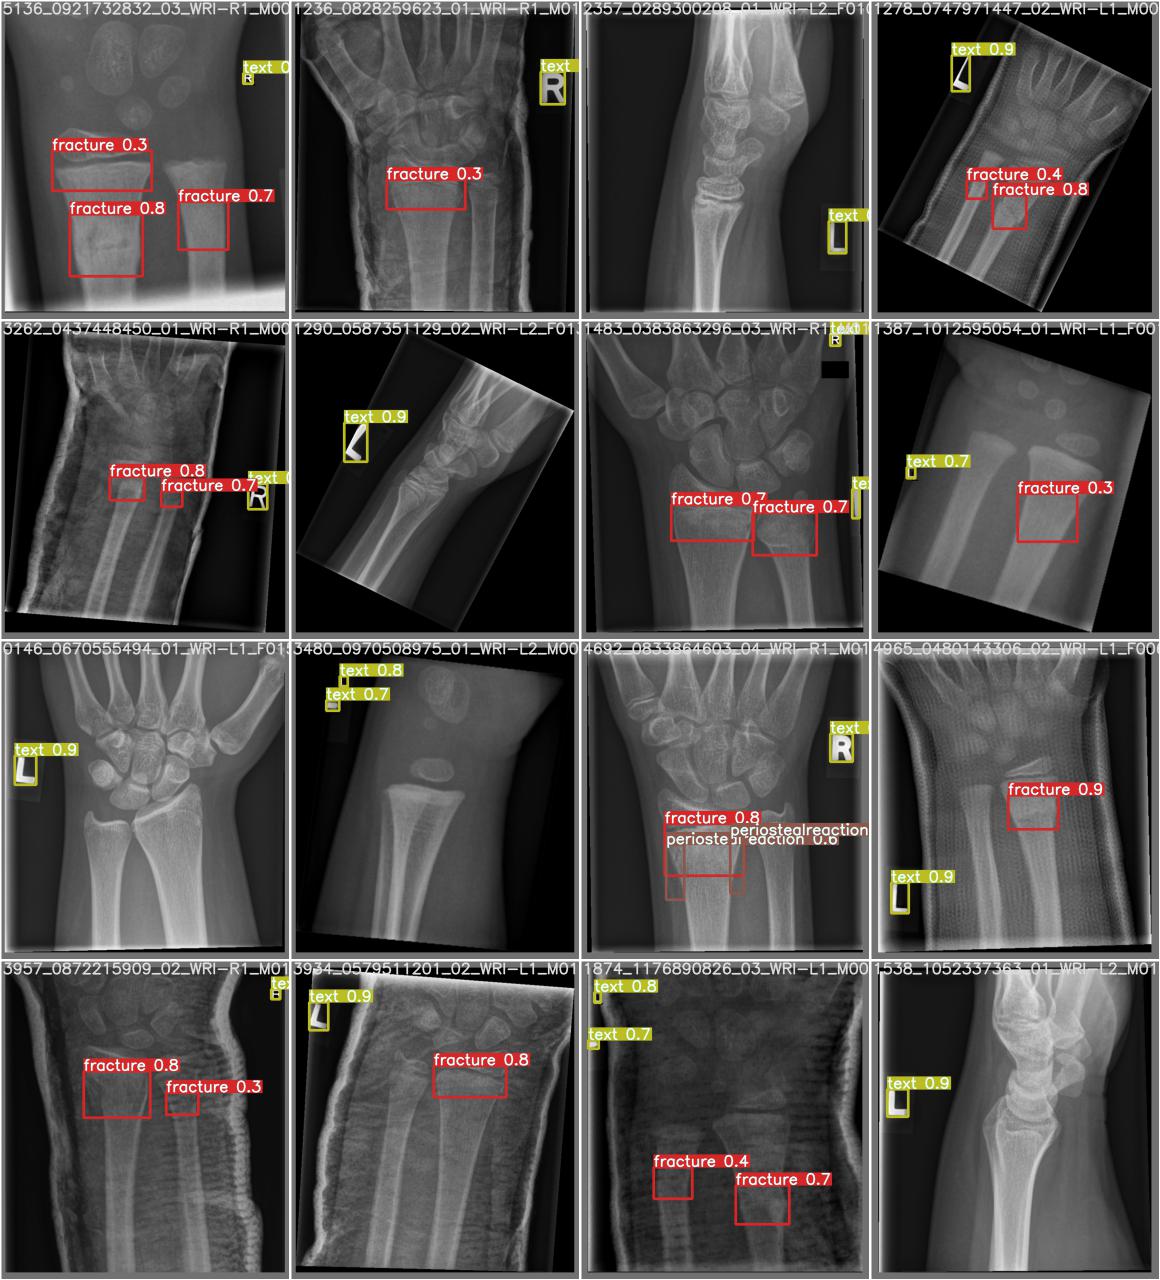 5136_0921732832_03_WRI-R1_M00
text 0
R
fracture 0.3
fracture 0.7
fracture 0.8
1236_0828259623_01_WRI-R1_M01
text
R
fracture 0.3
2357_0289300208_01_WRI-L2_F01
text
L
1278_0747971447_02_WRI-L1_M00
text 0.9
L
fracture 0.4
fracture 0.8
3262_0437448450_01_WRI-R1_M00
fracture 0.8
fracture 0.7
text
R
1290_0587351129_02_WRI-L2_F01
text 0.9
L
1483_0383863296_03_WRI-R1
text
R
te
fracture 0.7
fracture 0.7
1387_1012595054_01_WRI-L1_F00
text 0.7
fracture 0.3
0146_0670555494_01_WRI-L1_F01
text 0.9
L
3480_0970508975_01_WRI-L2_M00
text 0.8
text 0.7
4692_0833864603_04_WRI-R1_M01
text
R
fracture 0.8
periostealreaction
periostealreaction 0.6
4965_0480143306_02_WRI-L1_F00
fracture 0.9
text 0.9
L
3957_0872215909_02_WRI-R1_M01
te
fracture 0.8
fracture 0.3
3934_0579511201_02_WRI-L1_M01
text 0.9
L
fracture 0.8
1874_1176890826_03_WRI-L1_M00
text 0.8
text 0.7
fracture 0.4
fracture 0.7
1538_1052337363_01_WRI-L2_M01
text 0.9
L